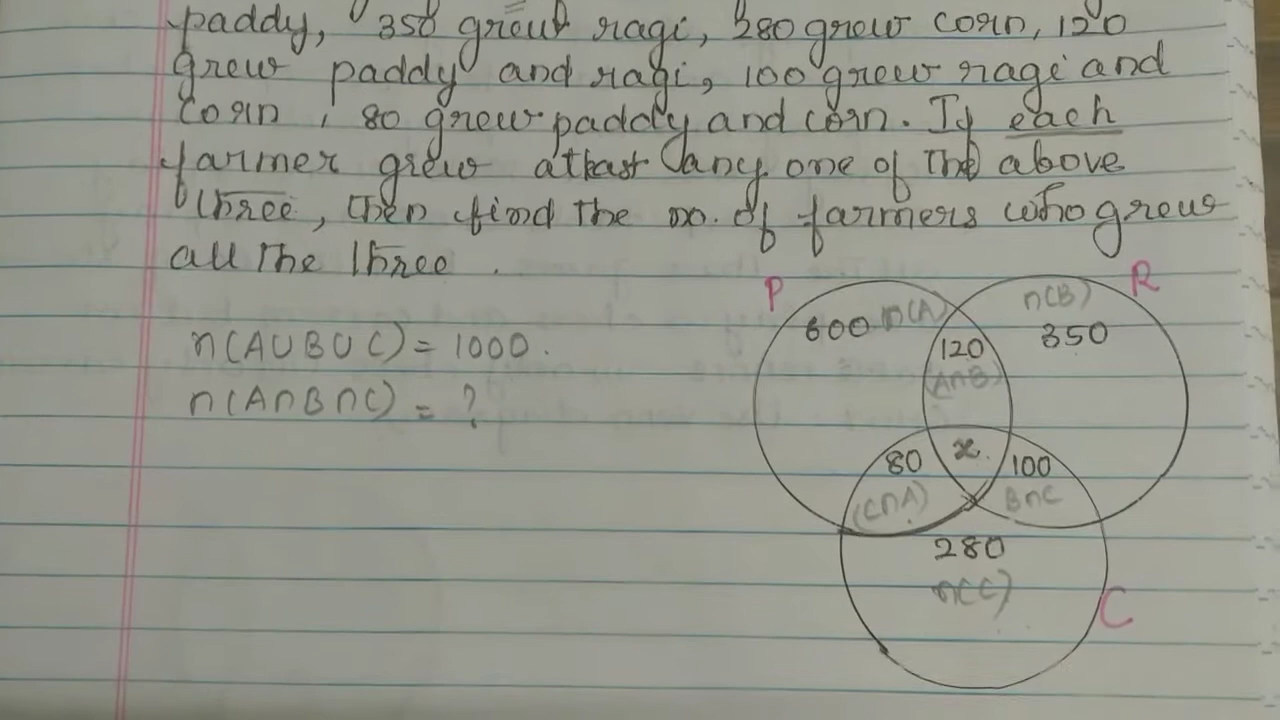 paddy, 350 grew ragi, 280 grew corn, 120
grew paddy and ragi, 100 grew ragi and
corn, 80 grew paddy and corn. If each
farmer grew atleast any one of the above
three, then find the no. of farmers who grew
all the three.
P
R
600 n(A)
n(B)
350
n(A∪B∪C) = 1000.
120
(A∩B)
n(A∩B∩C) = ?
80
x.
100
(C∩A)
B∩C
280
n(C)
C